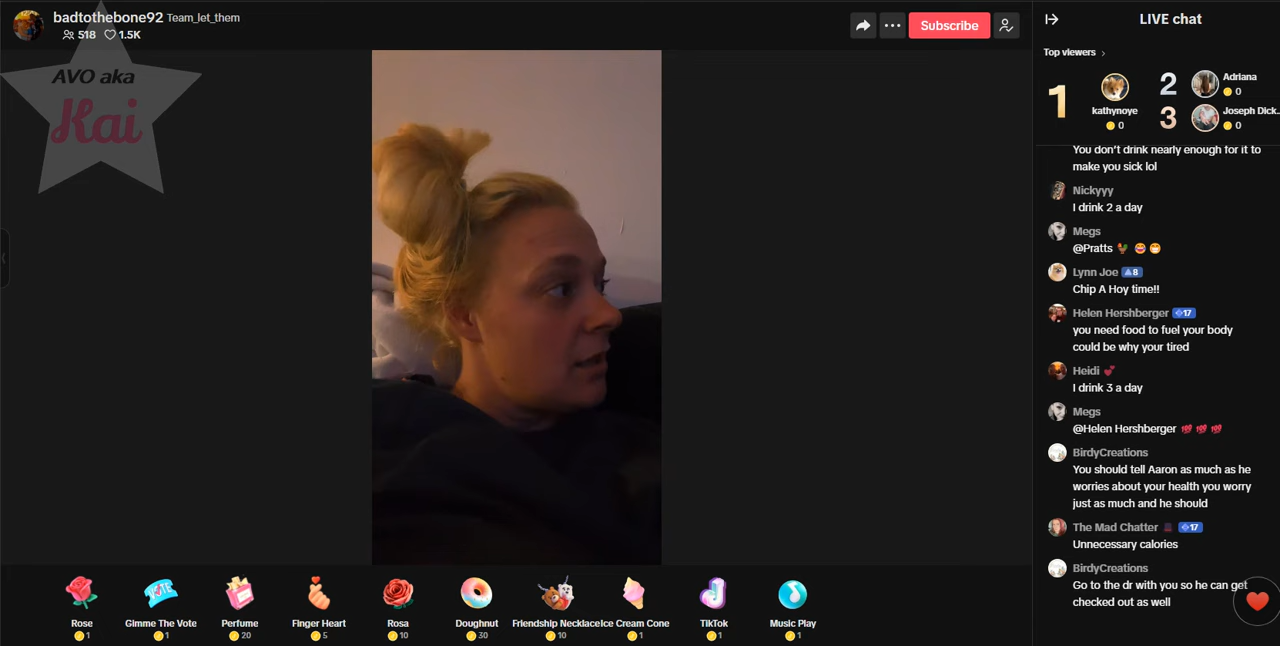 badtothebone92 Team_let_them
518 1.5K
Subscribe
AVO aka
Kai
LIVE chat
Top viewers
1
kathynoye
0
2
Adriana
0
3
Joseph Dick...
0
You don't drink nearly enough for it to
make you sick lol
Nickyyy
I drink 2 a day
Megs
@Pratts 🐓 😂 😁
Lynn Joe 8
Chip A Hoy time!!
Helen Hershberger 17
you need food to fuel your body
could be why your tired
Heidi 💕
I drink 3 a day
Megs
@Helen Hershberger 💯 💯 💯
BirdyCreations
You should tell Aaron as much as he
worries about your health you worry
just as much and he should
The Mad Chatter 17
Unnecessary calories
BirdyCreations
Go to the dr with you so he can get
checked out as well
VOTE
Rose
1
Gimme The Vote
1
Perfume
20
Finger Heart
5
Rosa
10
Doughnut
30
Friendship Necklace
10
Ice Cream Cone
1
TikTok
1
Music Play
1